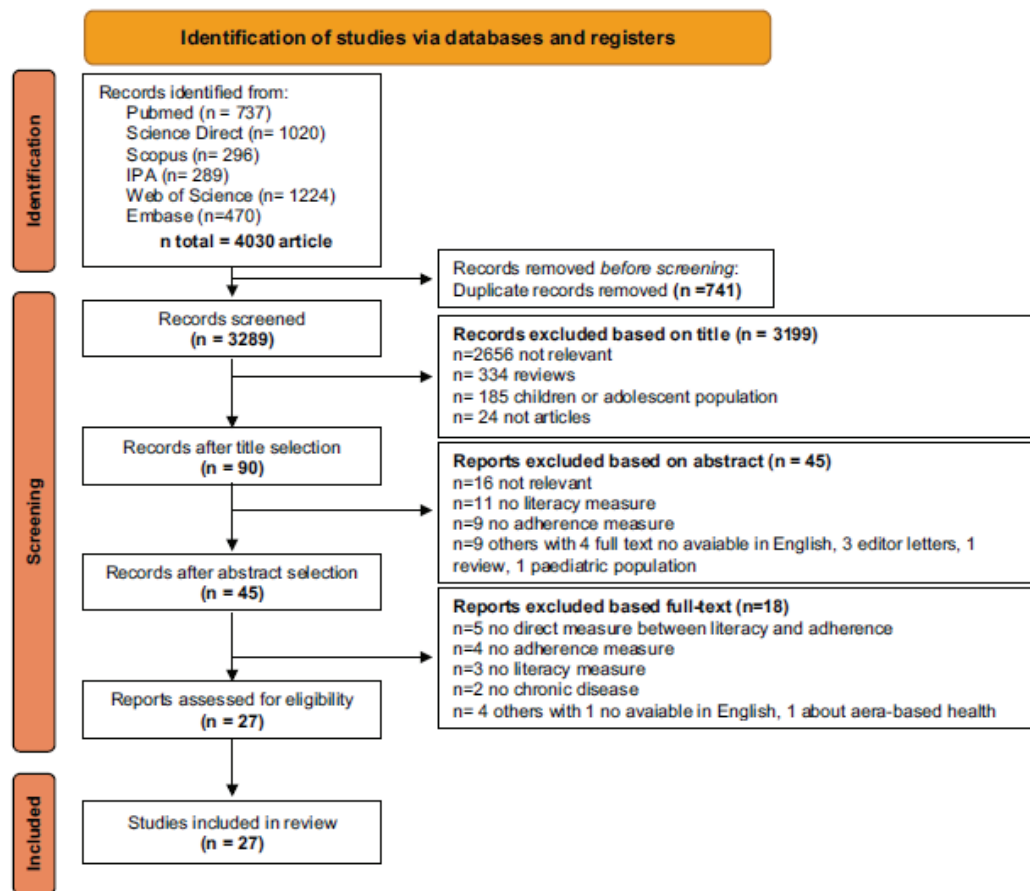 Identification of studies via databases and registers
Identification
Records identified from:
Pubmed (n = 737)
Science Direct (n= 1020)
Scopus (n= 296)
IPA (n= 289)
Web of Science (n= 1224)
Embase (n=470)
n total = 4030 article
Records removed before screening:
Duplicate records removed (n =741)
Screening
Records screened
(n = 3289)
Records excluded based on title (n = 3199)
n=2656 not relevant
n= 334 reviews
n= 185 children or adolescent population
n= 24 not articles
Records after title selection
(n = 90)
Reports excluded based on abstract (n = 45)
n=16 not relevant
n=11 no literacy measure
n=9 no adherence measure
n=9 others with 4 full text no avaiable in English, 3 editor letters, 1
review, 1 paediatric population
Records after abstract selection
(n = 45)
Reports excluded based full-text (n=18)
n=5 no direct measure between literacy and adherence
n=4 no adherence measure
n=3 no literacy measure
n=2 no chronic disease
n= 4 others with 1 no avaiable in English, 1 about aera-based health
Reports assessed for eligibility
(n = 27)
Included
Studies included in review
(n = 27)